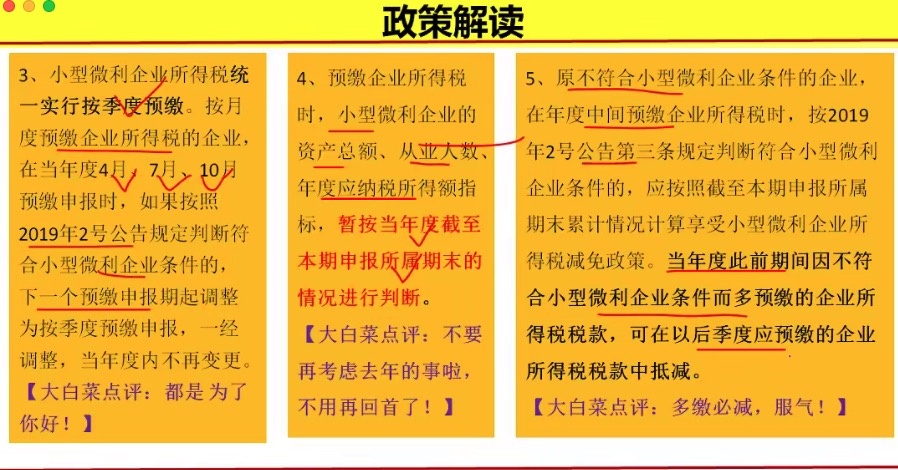 政策解读
3、小型微利企业所得税统
一实行按季度预缴。按月
度预缴企业所得税的企业，
在当年度4月、7月、10月
预缴申报时，如果按照
2019年2号公告规定判断符
合小型微利企业条件的，
下一个预缴申报期起调整
为按季度预缴申报，一经
调整，当年度内不再变更。
【大白菜点评：都是为了
你好！】
4、预缴企业所得税
时，小型微利企业的
资产总额、从业人数、
年度应纳税所得额指
标，暂按当年度截至
本期申报所属期末的
情况进行判断。
【大白菜点评：不要
再考虑去年的事啦，
不用再回首了！】
5、原不符合小型微利企业条件的企业，
在年度中间预缴企业所得税时，按2019
年2号公告第三条规定判断符合小型微利
企业条件的，应按照截至本期申报所属
期末累计情况计算享受小型微利企业所
得税减免政策。当年度此前期间因不符
合小型微利企业条件而多预缴的企业所
得税税款，可在以后季度应预缴的企业
所得税税款中抵减。
【大白菜点评：多缴必减，服气！】